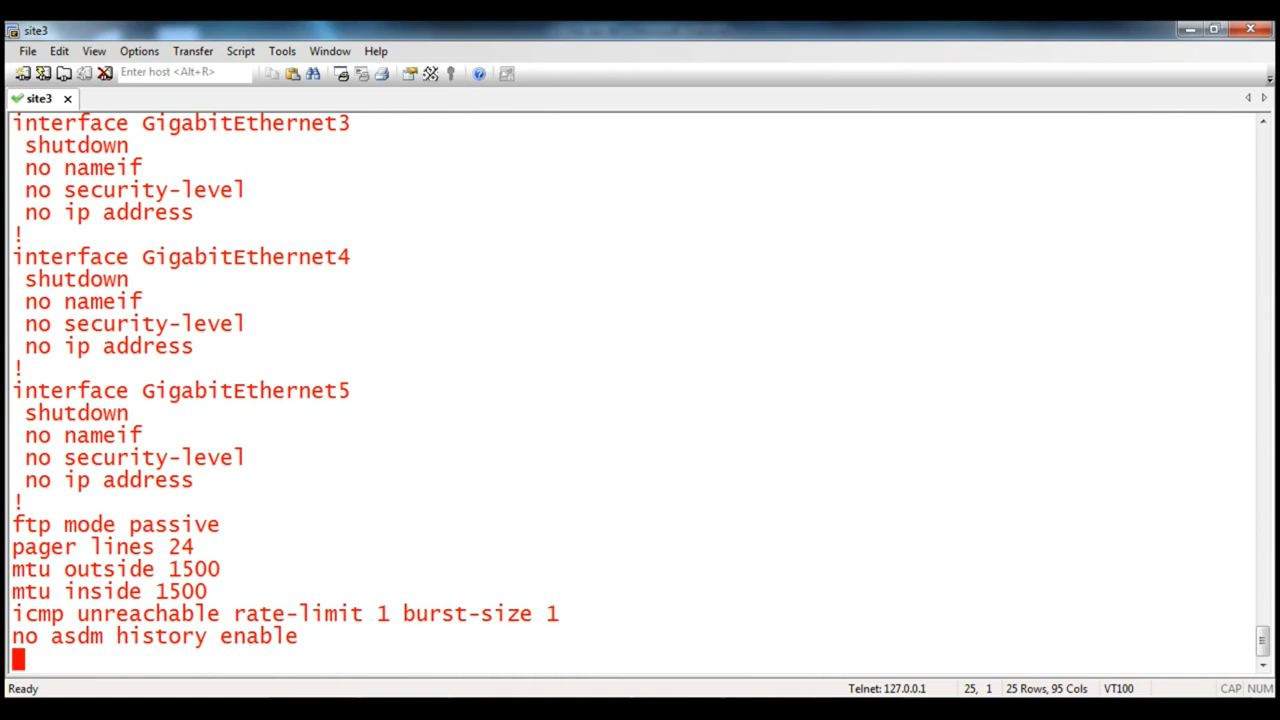 site3
File Edit View Options Transfer Script Tools Window Help
Enter host <Alt+R>
site3
interface GigabitEthernet3
shutdown
no nameif
no security-level
no ip address
!
interface GigabitEthernet4
shutdown
no nameif
no security-level
no ip address
!
interface GigabitEthernet5
shutdown
no nameif
no security-level
no ip address
!
ftp mode passive
pager lines 24
mtu outside 1500
mtu inside 1500
icmp unreachable rate-limit 1 burst-size 1
no asdm history enable
Ready Telnet: 127.0.0.1 25, 1 25 Rows, 95 Cols VT100 CAP NUM